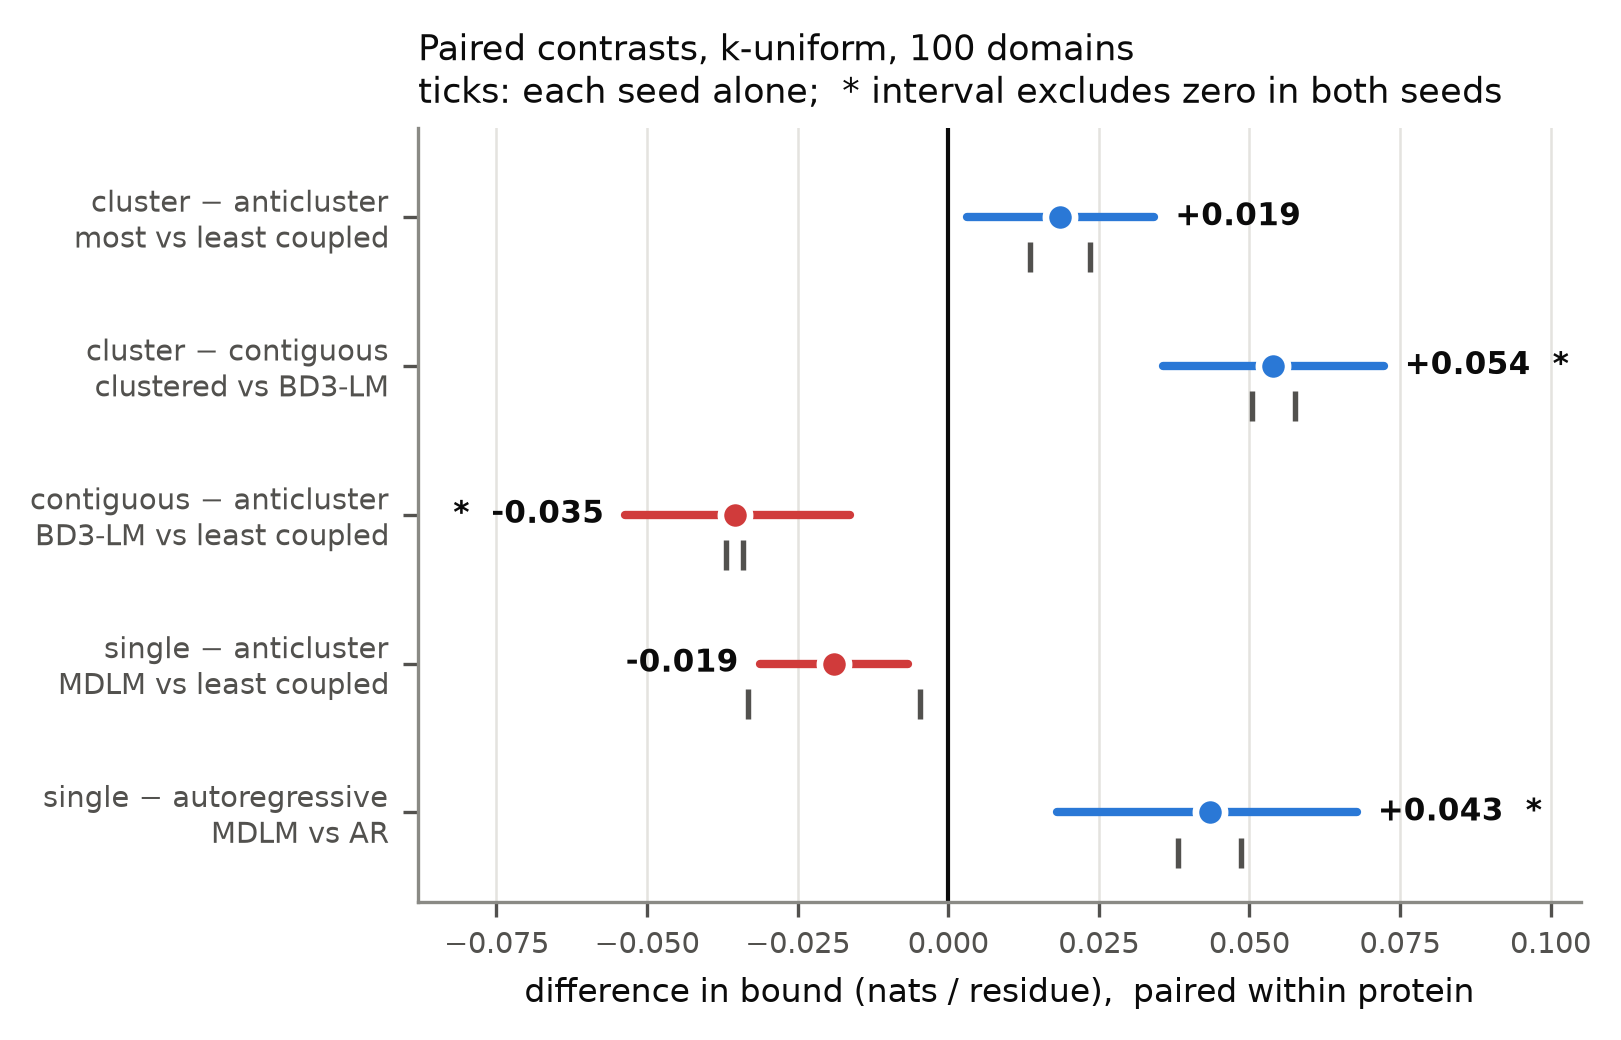 Paired contrasts, k-uniform, 100 domains
ticks: each seed alone;  * interval excludes zero in both seeds
cluster − anticluster
most vs least coupled
+0.019
cluster − contiguous
clustered vs BD3-LM
+0.054  *
contiguous − anticluster
BD3-LM vs least coupled
*  -0.035
single − anticluster
MDLM vs least coupled
-0.019
single − autoregressive
MDLM vs AR
+0.043  *
−0.075
−0.050
−0.025
0.000
0.025
0.050
0.075
0.100
difference in bound (nats / residue),  paired within protein